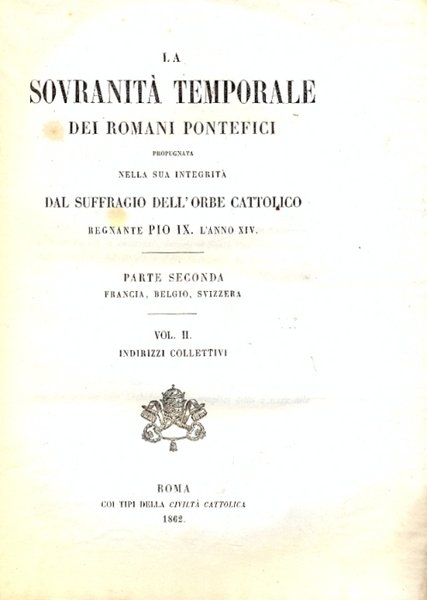 LA
SOVRANITÀ TEMPORALE
DEI ROMANI PONTEFICI
PROPUGNATA
NELLA SUA INTEGRITÀ
DAL SUFFRAGIO DELL'ORBE CATTOLICO
REGNANTE PIO IX. L'ANNO XIV.
PARTE SECONDA
FRANCIA, BELGIO, SVIZZERA
VOL. II.
INDIRIZZI COLLETTIVI
ROMA
COI TIPI DELLA CIVILTÀ CATTOLICA
1862.